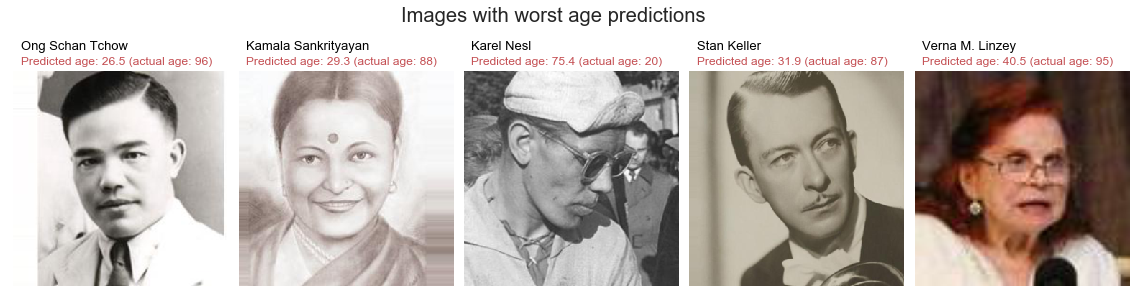 Images with worst age predictions
Ong Schan Tchow
Predicted age: 26.5 (actual age: 96)
Kamala Sankrityayan
Predicted age: 29.3 (actual age: 88)
Karel Nesl
Predicted age: 75.4 (actual age: 20)
Stan Keller
Predicted age: 31.9 (actual age: 87)
Verna M. Linzey
Predicted age: 40.5 (actual age: 95)